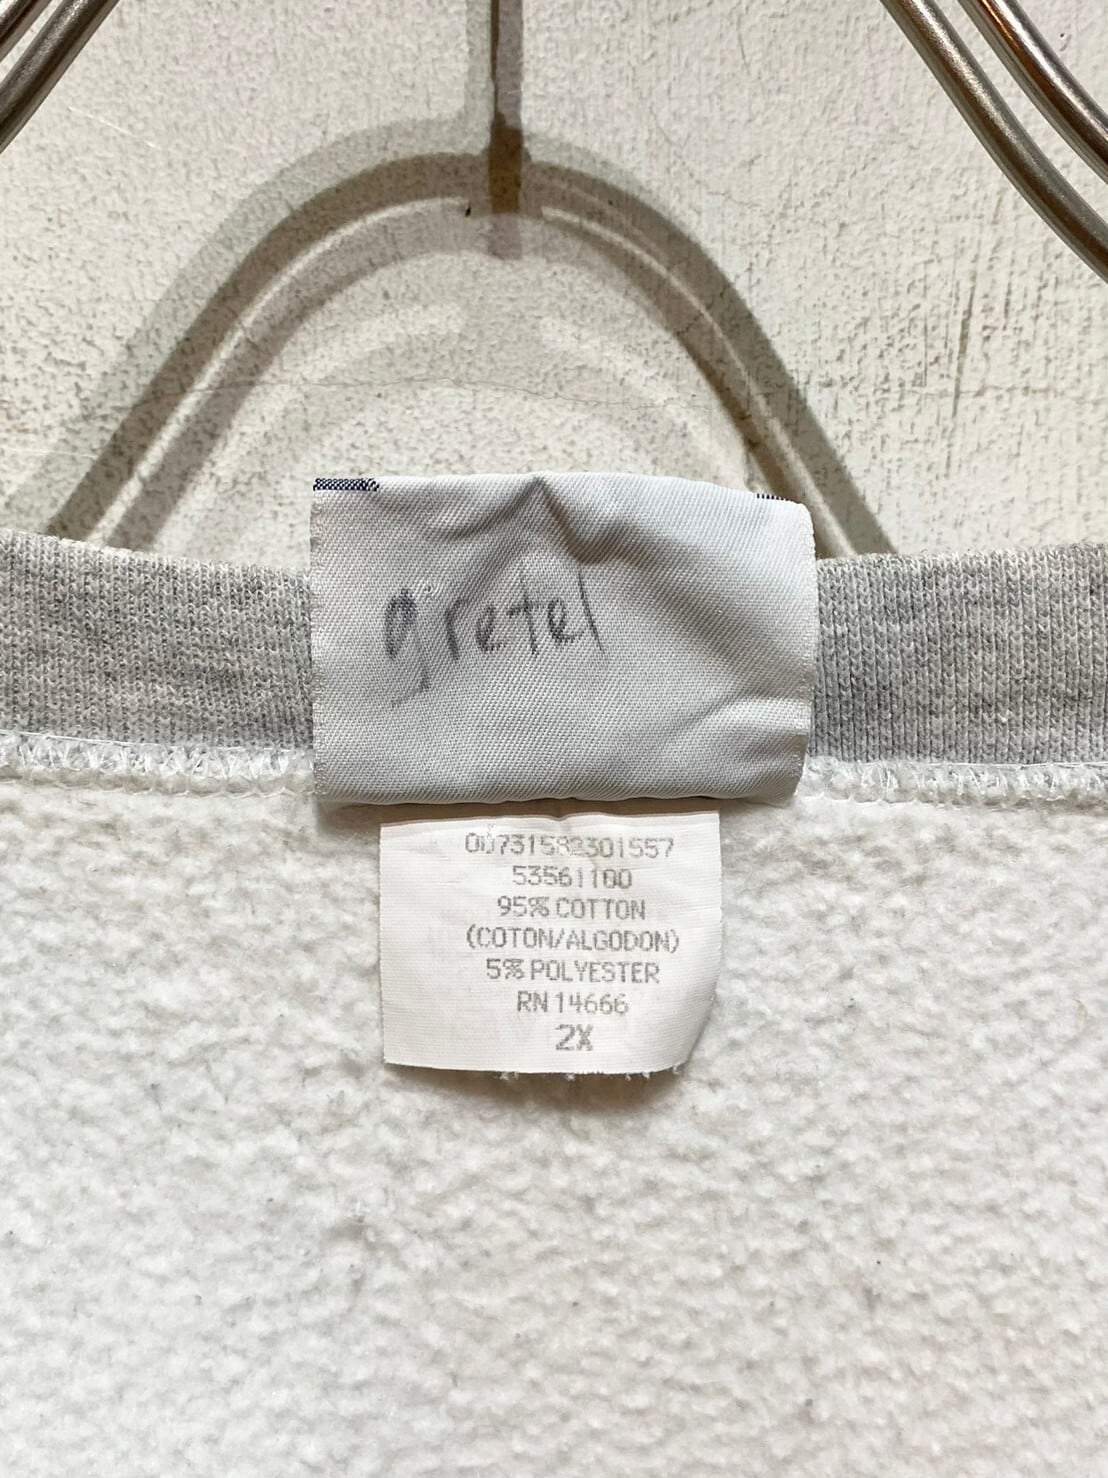 gretel
00731582301557
53561100
95% COTTON
(COTON/ALGODON)
5% POLYESTER
RN 14666
2X